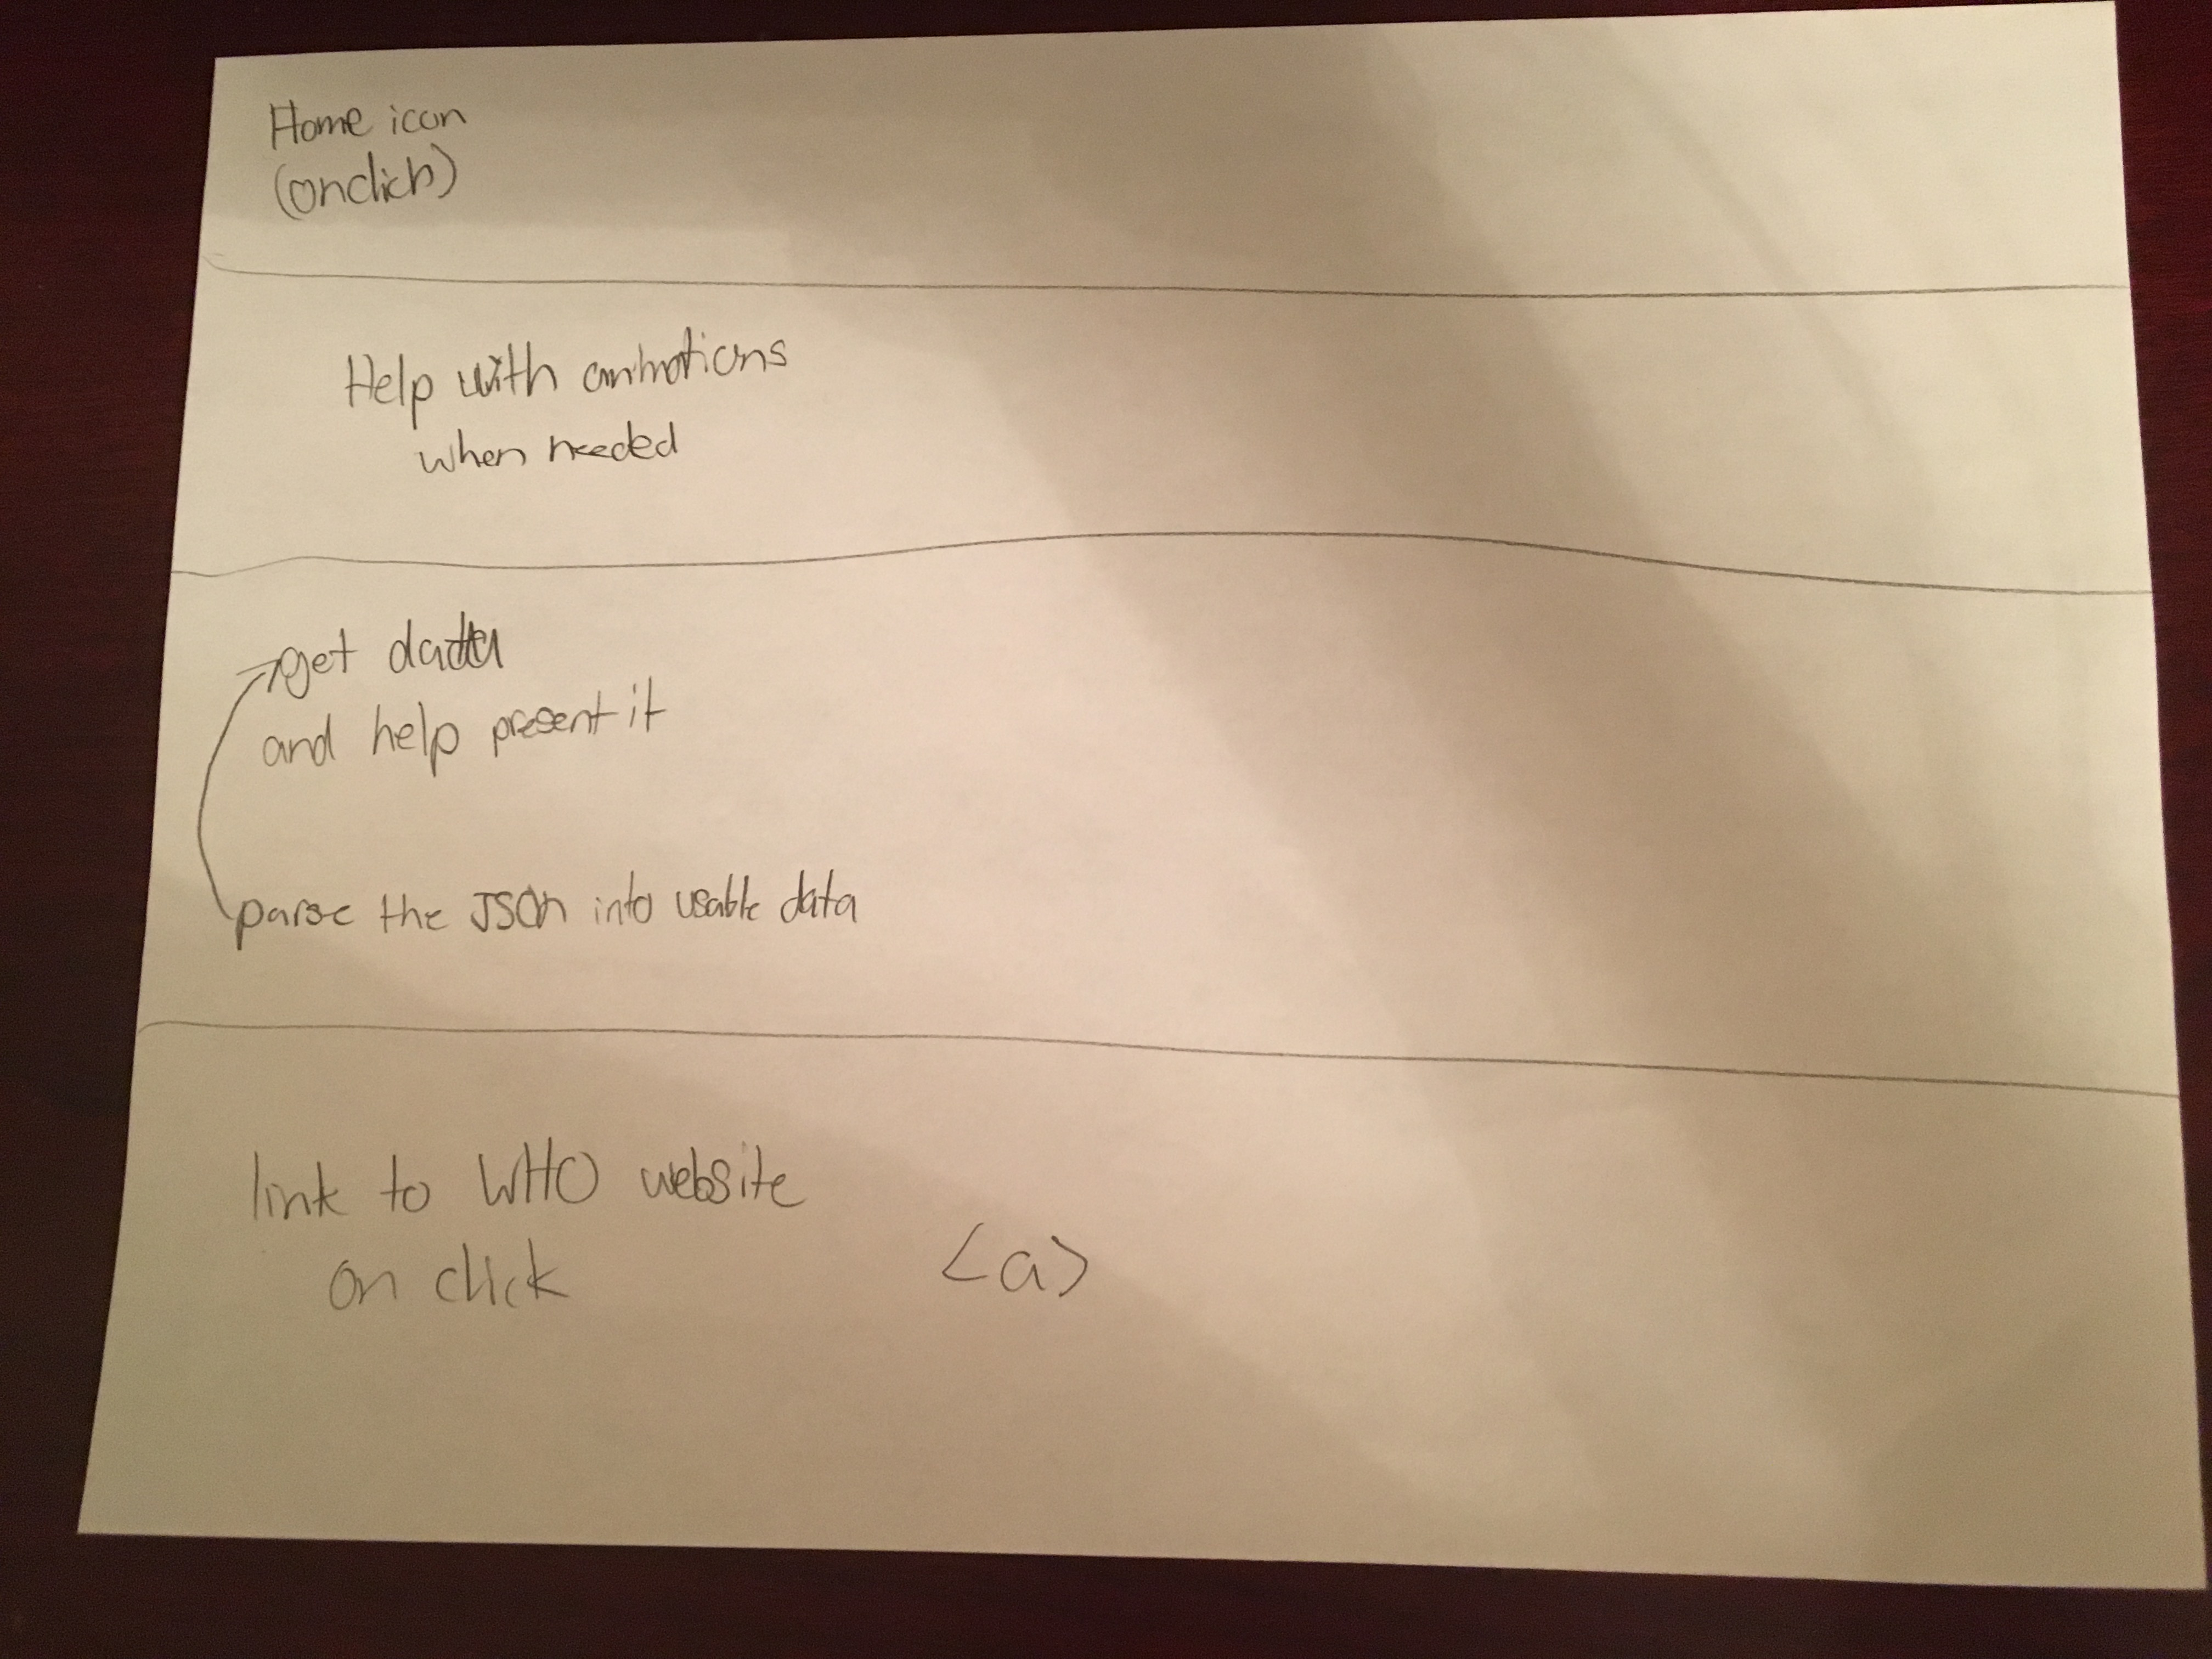 Home icon
(onclick)
Help with animations
when needed
get data
and help present it
parse the JSON into usable data
link to WHO website
on click <a>